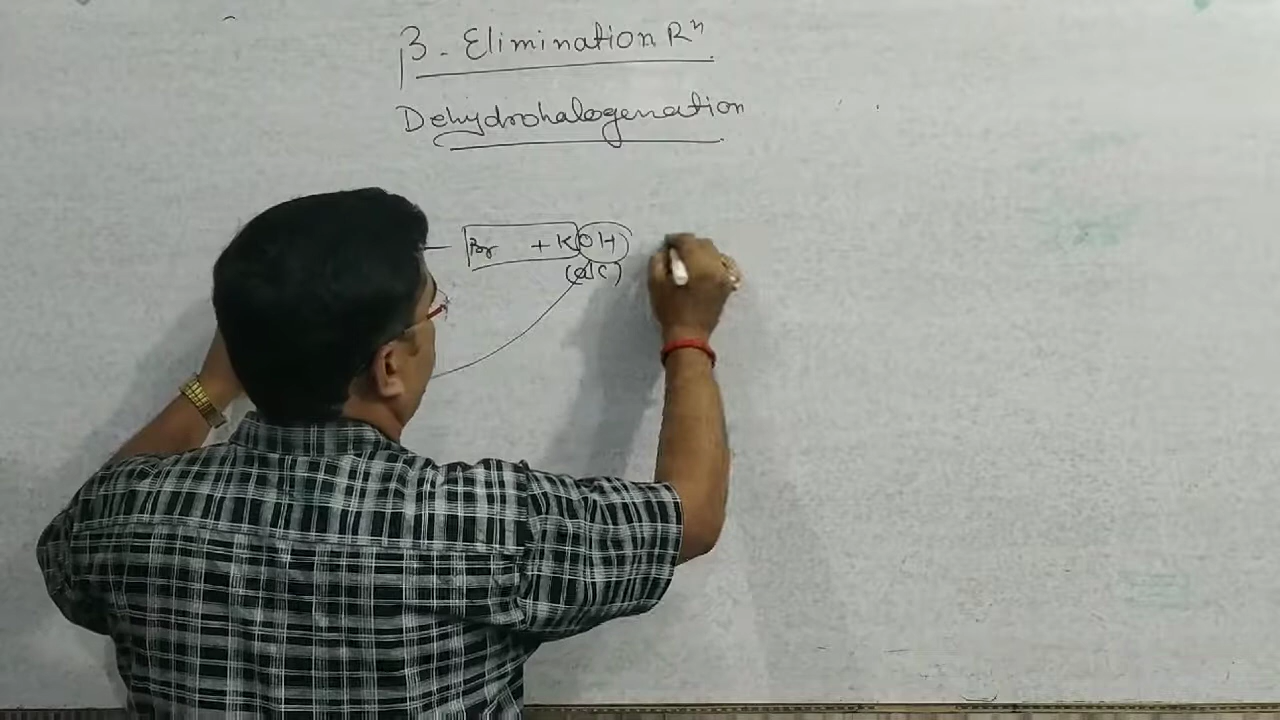 β - Elimination Rⁿ
Dehydrohalogenation
— Br + KOH
(alc)